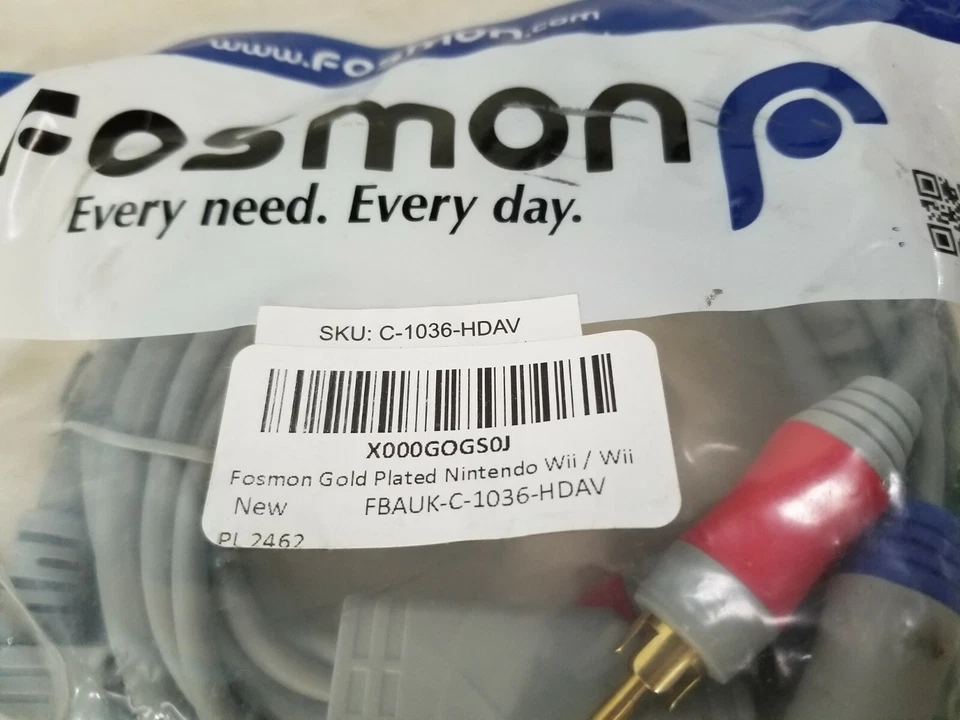 www.Fosmon.com
Fosmon
Every need. Every day.
SKU: C-1036-HDAV
X000GOGS0J
Fosmon Gold Plated Nintendo Wii / Wii
New FBAUK-C-1036-HDAV
PL 2462